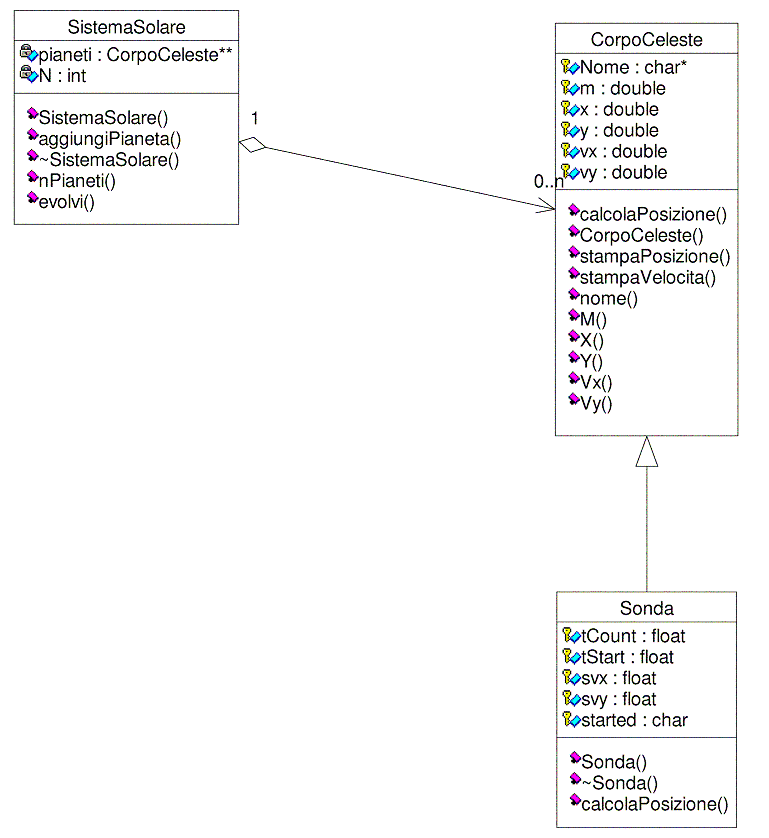 SistemaSolare
pianeti : CorpoCeleste**
N : int
SistemaSolare()
aggiungiPianeta()
~SistemaSolare()
nPianeti()
evolvi()
1
0..n
CorpoCeleste
Nome : char*
m : double
x : double
y : double
vx : double
vy : double
calcolaPosizione()
CorpoCeleste()
stampaPosizione()
stampaVelocita()
nome()
M()
X()
Y()
Vx()
Vy()
Sonda
tCount : float
tStart : float
svx : float
svy : float
started : char
Sonda()
~Sonda()
calcolaPosizione()